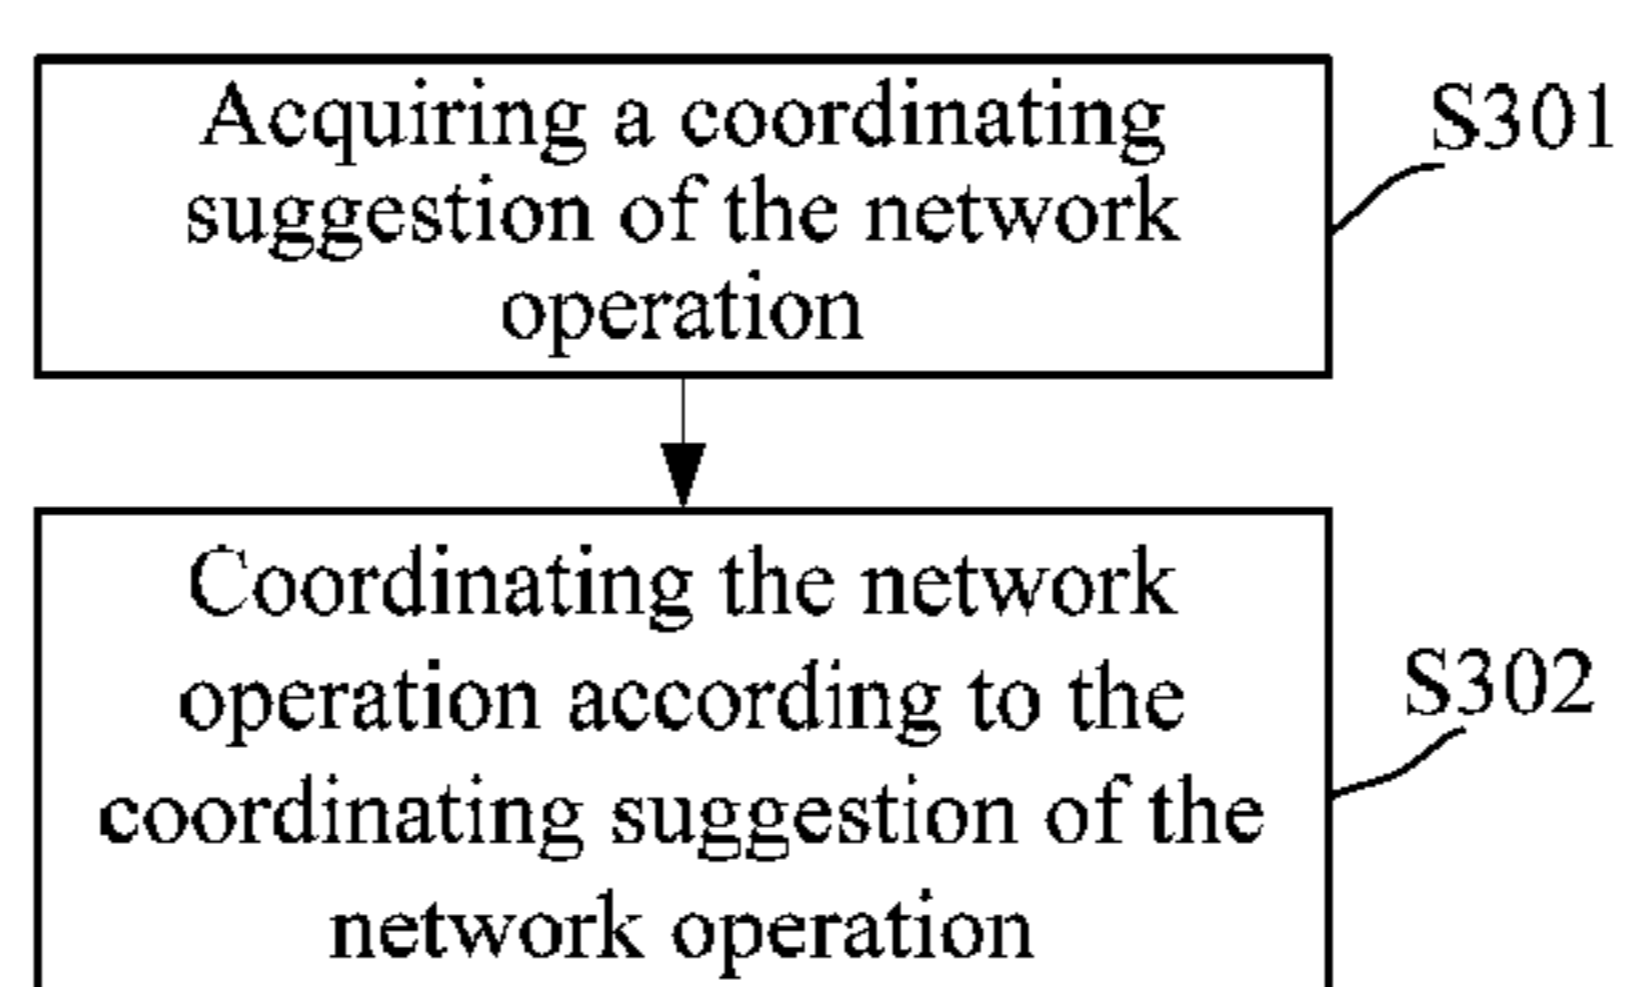 Acquiring a coordinating
suggestion of the network
operation
S301
Coordinating the network
operation according to the
coordinating suggestion of the
network operation
S302